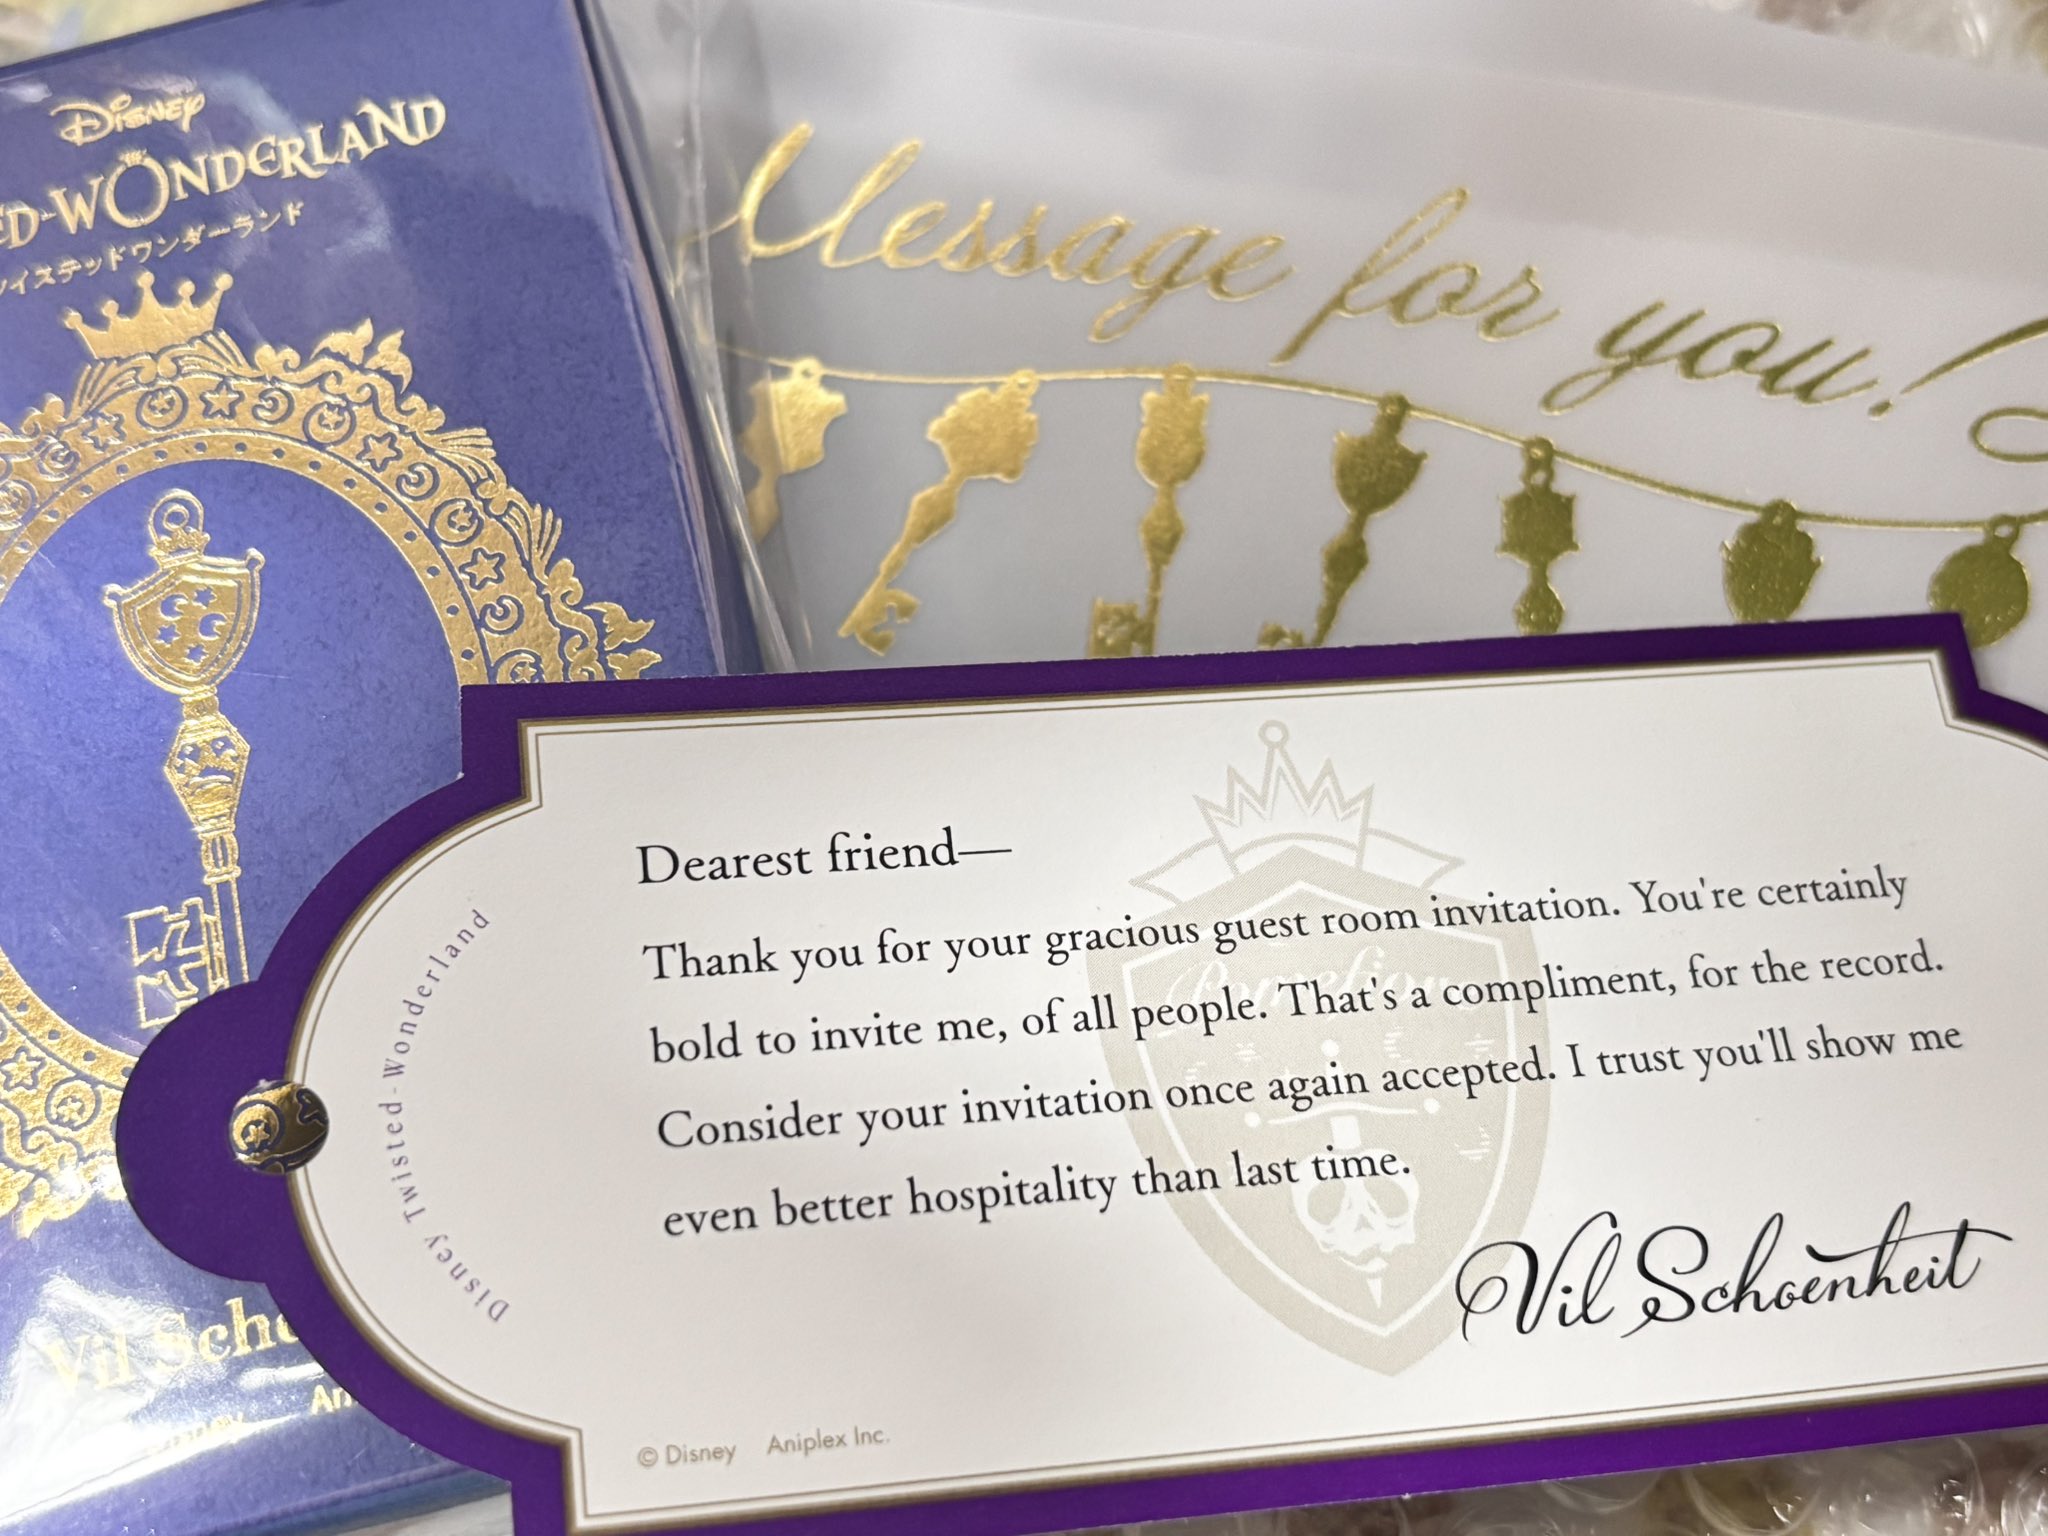 Disney
ED-WONDERLAND
イステッドワンダーランド
Message for you!
Dearest friend—
Thank you for your gracious guest room invitation. You're certainly
bold to invite me, of all people. That's a compliment, for the record.
Consider your invitation once again accepted. I trust you'll show me
even better hospitality than last time.
Vil Schoenheit
Disney Twisted-Wonderland
© Disney Aniplex Inc.
Pomefiore
Vil Scho